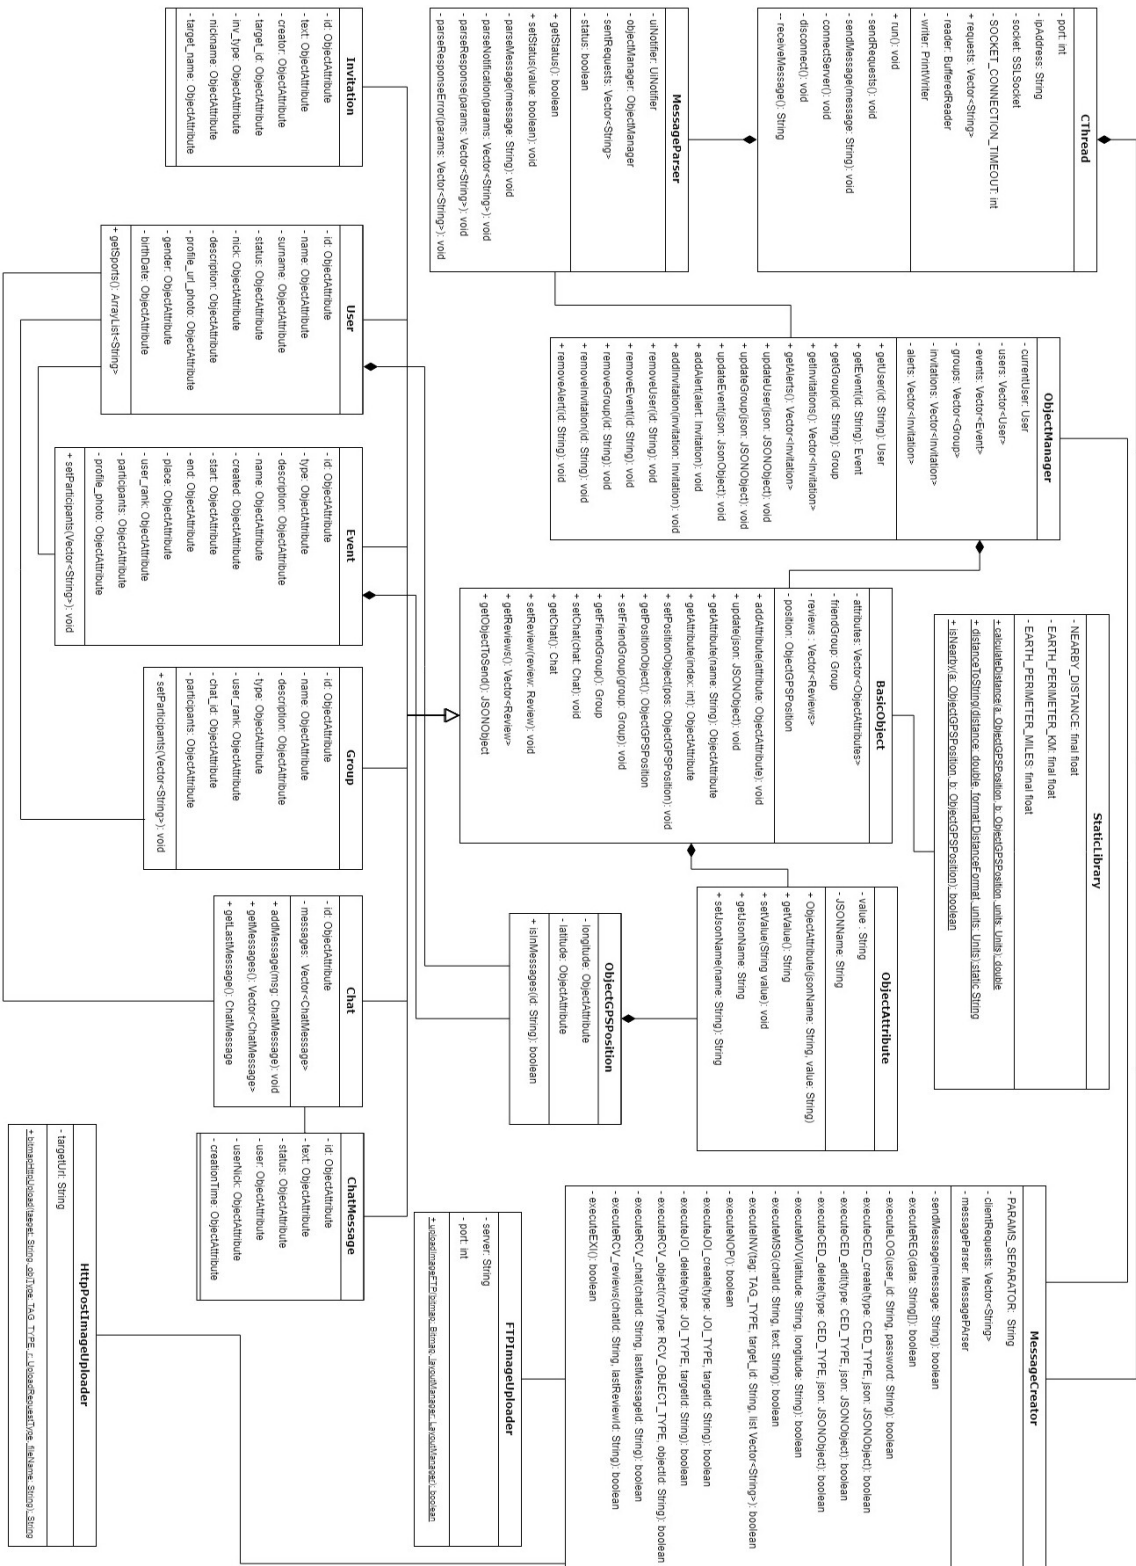 CThread
- port: int
- ipAddress: String
- socket: SSLSocket
- SOCKET_CONNECTION_TIMEOUT: int
+ requests: Vector<String>
- reader: BufferedReader
- writer: PrintWriter
+ run(): void
- sendRequests(): void
- sendMessage(message: String): void
- connectServer(): void
- disconnect(): void
-- receiveMessage(): String
MessageParser
- uiNotifier: UINotifier
- objectManager: ObjectManager
- sentRequests: Vector<String>
- status: boolean
+ getStatus(): boolean
+ setStatus(value: boolean): void
- parseMessage(message: String): void
- parseNotification(params: Vector<String>): void
- parseResponse(params: Vector<String>): void
- parseResponseError(params: Vector<String>): void
Invitation
- id: ObjectAttribute
- text: ObjectAttribute
- creator: ObjectAttribute
- target_id: ObjectAttribute
- inv_type: ObjectAttribute
- nickname: ObjectAttribute
- target_name: ObjectAttribute
ObjectManager
- currentUser: User
- users: Vector<User>
- events: Vector<Event>
- groups: Vector<Group>
- invitations: Vector<Invitation>
- alerts: Vector<Invitation>
+ getUser(id: String): User
+ getEvent(id: String): Event
+ getGroup(id: String): Group
+ getInvitations(): Vector<Invitation>
+ getAlerts(): Vector<Invitation>
+ updateUser(json: JSONObject): void
+ updateGroup(json: JSONObject): void
+ updateEvent(json: JsonObject): void
+ addAlert(alert: Invitation): void
+ addInvitation(invitation: Invitation): void
+ removeUser(id: String): void
+ removeEvent(id: String): void
+ removeGroup(id: String): void
+ removeInvitation(id: String): void
+ removeAlert(id: String): void
User
- id: ObjectAttribute
- name: ObjectAttribute
- surname: ObjectAttribute
- status: ObjectAttribute
- nick: ObjectAttribute
- description: ObjectAttribute
- profile_url_photo: ObjectAttribute
- gender: ObjectAttribute
- birthDate: ObjectAttribute
+ getSports(): ArrayList<String>
Event
- id: ObjectAttribute
- type: ObjectAttribute
- description: ObjectAttribute
- name: ObjectAttribute
- created: ObjectAttribute
- start: ObjectAttribute
- end: ObjectAttribute
- place: ObjectAttribute
- user_rank: ObjectAttribute
- participants: ObjectAttribute
- profile_photo: ObjectAttribute
+ setParticipants(Vector<String>): void
StaticLibrary
- NEARBY_DISTANCE: final float
- EARTH_PERIMETER_KM: final float
- EARTH_PERIMETER_MILES: final float
+ calculateDistance(a: ObjectGPSPosition, b: ObjectGPSPosition, units: Units): double
+ distanceToString(distance: double, format:DistanceFormat, units: Units):static String
+ isNearby(a: ObjectGPSPosition, b: ObjectGPSPosition): boolean
BasicObject
- attributes: Vector<ObjectAttributes>
- friendGroup: Group
- reviews : Vector<Reviews>
- position: ObjectGPSPosition
+ addAttribute(attribute: ObjectAttribute): void
+ update(json: JSONObject): void
+ getAttribute(name: String): ObjectAttribute
+ getAttribute(index: int): ObjectAttribute
+ setPositionObject(pos: ObjectGPSPosition): void
+ getPositionObject(): ObjectGPSPosition
+ setFriendGroup(group: Group): void
+ getFriendGroup(): Group
+ setChat(chat: Chat): void
+ getChat(): Chat
+ setReview(review: Review): void
+ getReviews(): Vector<Review>
+ getObjectToSend(): JSONObject
Group
- id: ObjectAttribute
- name: ObjectAttribute
- description: ObjectAttribute
- type: ObjectAttribute
- user_rank: ObjectAttribute
- chat_id: ObjectAttribute
- participants: ObjectAttribute
+ setParticipants(Vector<String>): void
ObjectAttribute
- value : String
- JSONName: String
+ ObjectAttribute(jsonName: String, value: String)
+ getValue(): String
+ setValue(String value): void
+ getJsonName: String
+ setJsonName(name: String): String
ObjectGPSPosition
- longitude: ObjectAttribute
- latitude: ObjectAttribute
+ isInMessages(id: String): boolean
Chat
- id: ObjectAttribute
- messages: Vector<ChatMessage>
+ addMessage(msg: ChatMessage): void
+ getMessages(): Vector<ChatMessage>
+ getLastMessage(): ChatMessage
ChatMessage
- id: ObjectAttribute
- text: ObjectAttribute
- status: ObjectAttribute
- user: ObjectAttribute
- userNick: ObjectAttribute
- creationTime: ObjectAttribute
MessageCreator
- PARAMS_SEPARATOR: String
- clientRequests: Vector<String>
- messageParser: MessagePArser
- sendMessage(message: String): boolean
- executeREG(data: String[]): boolean
- executeLOG(user_id: String, password: String): boolean
- executeCED_create(type: CED_TYPE, json: JSONObject): boolean
- executeCED_edit(type: CED_TYPE, json: JSONObject): boolean
- executeCED_delete(type: CED_TYPE, json: JSONObject): boolean
- executeMOV(latitude: String, longitude: String): boolean
- executeMSG(chatId: String, text: String): boolean
- executeINV(tag: TAG_TYPE, target_id: String, list Vector<String>): boolean
- executeNOP(): boolean
- executeJOI_create(type: JOI_TYPE, targetId: String): boolean
- executeJOI_delete(type: JOI_TYPE, targetId: String): boolean
- executeRCV_object(rcvType: RCV_OBJECT_TYPE, objectId: String): boolean
- executeRCV_chat(chatId: String, lastMessageId: String): boolean
- executeRCV_reviews(chatId: String, lastReviewId: String): boolean
- executeEXI(): boolean
FTPImageUploader
- server: String
- port: int
+ uploadImageFTP(bitmap: Bitmap, layoutManager: LayoutManager): boolean
HttpPostImageUploader
- targetUrl: String
+ bitmapHttpUpload(taeget: String, objType: TAG_TYPE, r: UploadRequestType, fileName: String): String